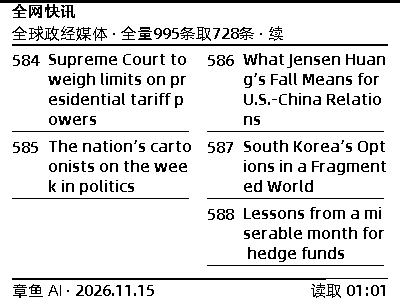 全网快讯
全球政经媒体 · 全量995条取728条 · 续
584 Supreme Court to
weigh limits on pr
esidential tariff p
owers
585 The nation's carto
onists on the wee
k in politics
586 What Jensen Huan
g's Fall Means for
U.S.-China Relatio
ns
587 South Korea's Opt
ions in a Fragment
ed World
588 Lessons from a mi
serable month for
hedge funds
章鱼 AI · 2026.11.15
读取 01:01